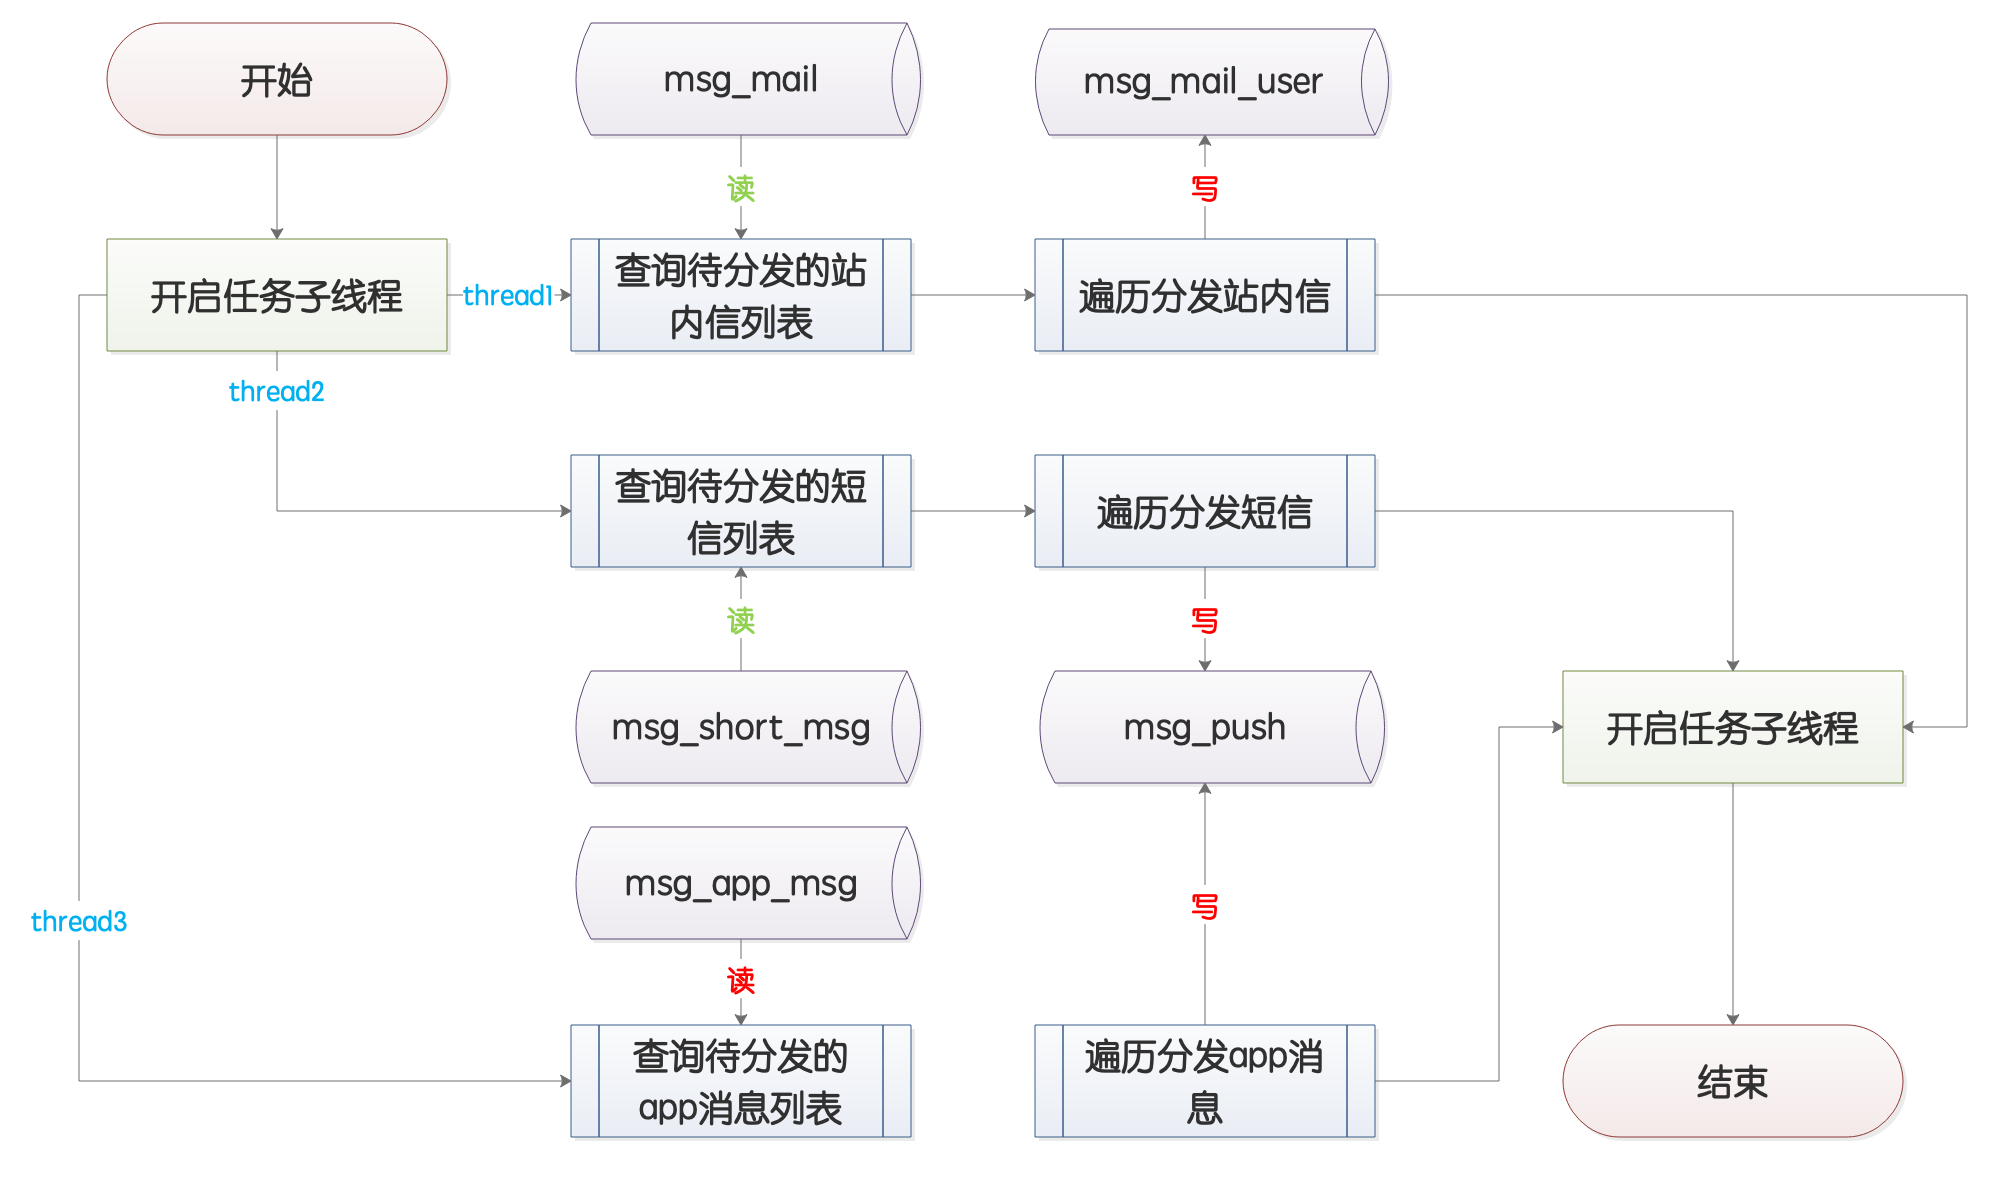 开始
msg_mail
msg_mail_user
读
写
开启任务子线程
thread1
查询待分发的站
内信列表
遍历分发站内信
thread2
查询待分发的短
信列表
遍历分发短信
读
写
msg_short_msg
msg_push
开启任务子线程
msg_app_msg
写
thread3
读
查询待分发的
app消息列表
遍历分发app消
息
结束